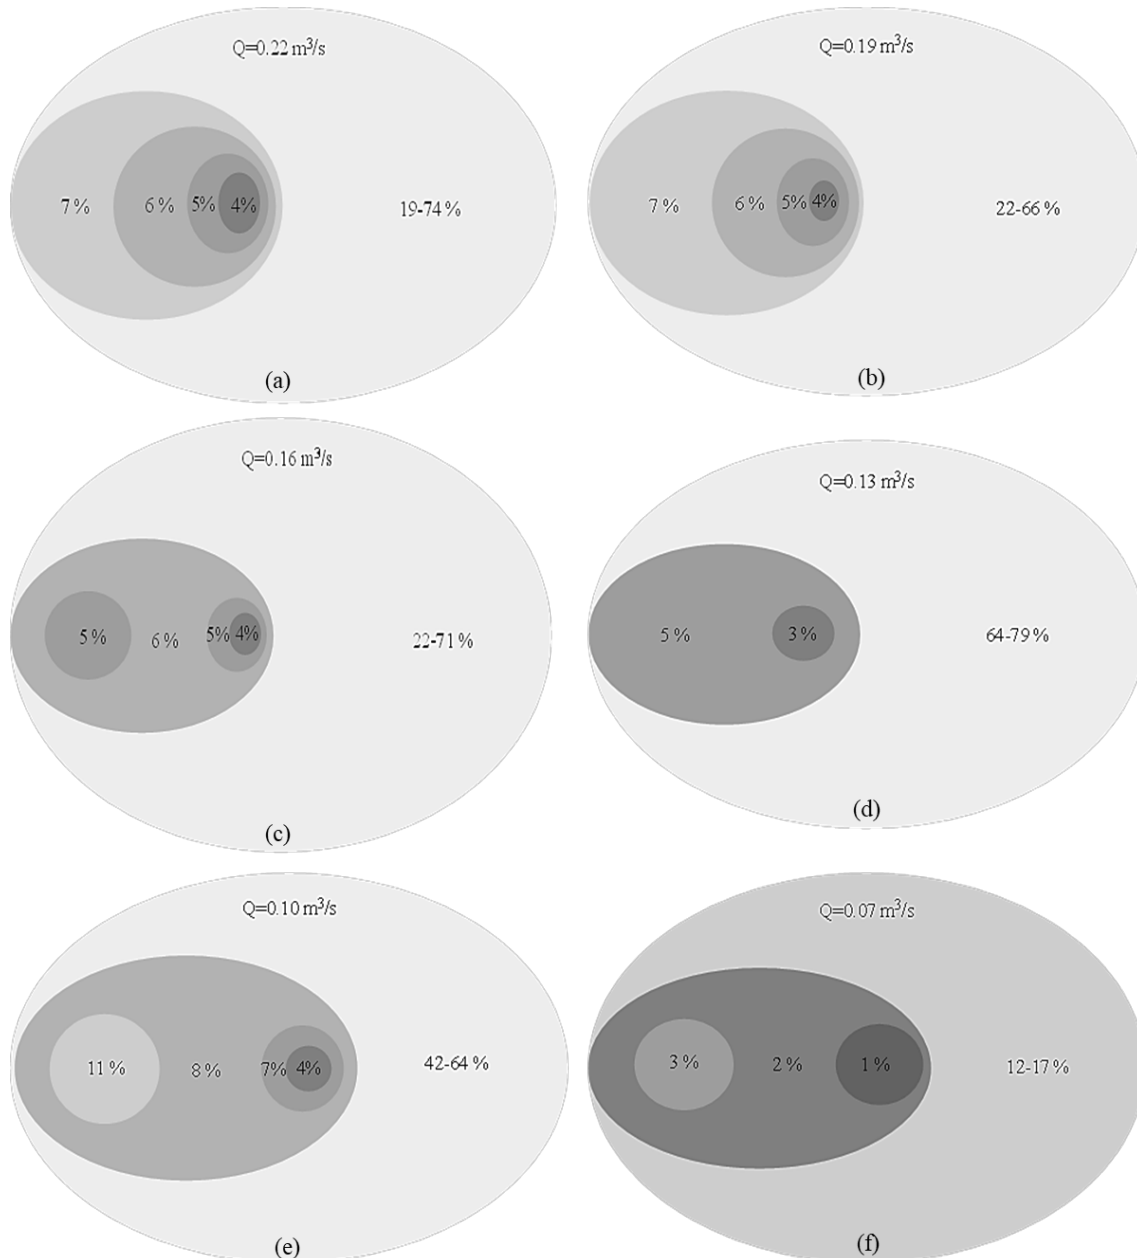 Q=0.22 m³/s
7 % 6 % 5% 4% 19-74 %
(a)
Q=0.19 m³/s
7 % 6 % 5% 4% 22-66 %
(b)
Q=0.16 m³/s
5 % 6 % 5% 4% 22-71 %
(c)
Q=0.13 m³/s
5 % 3 % 64-79 %
(d)
Q=0.10 m³/s
11 % 8 % 7% 4% 42-64 %
(e)
Q=0.07 m³/s
3 % 2 % 1 % 12-17 %
(f)